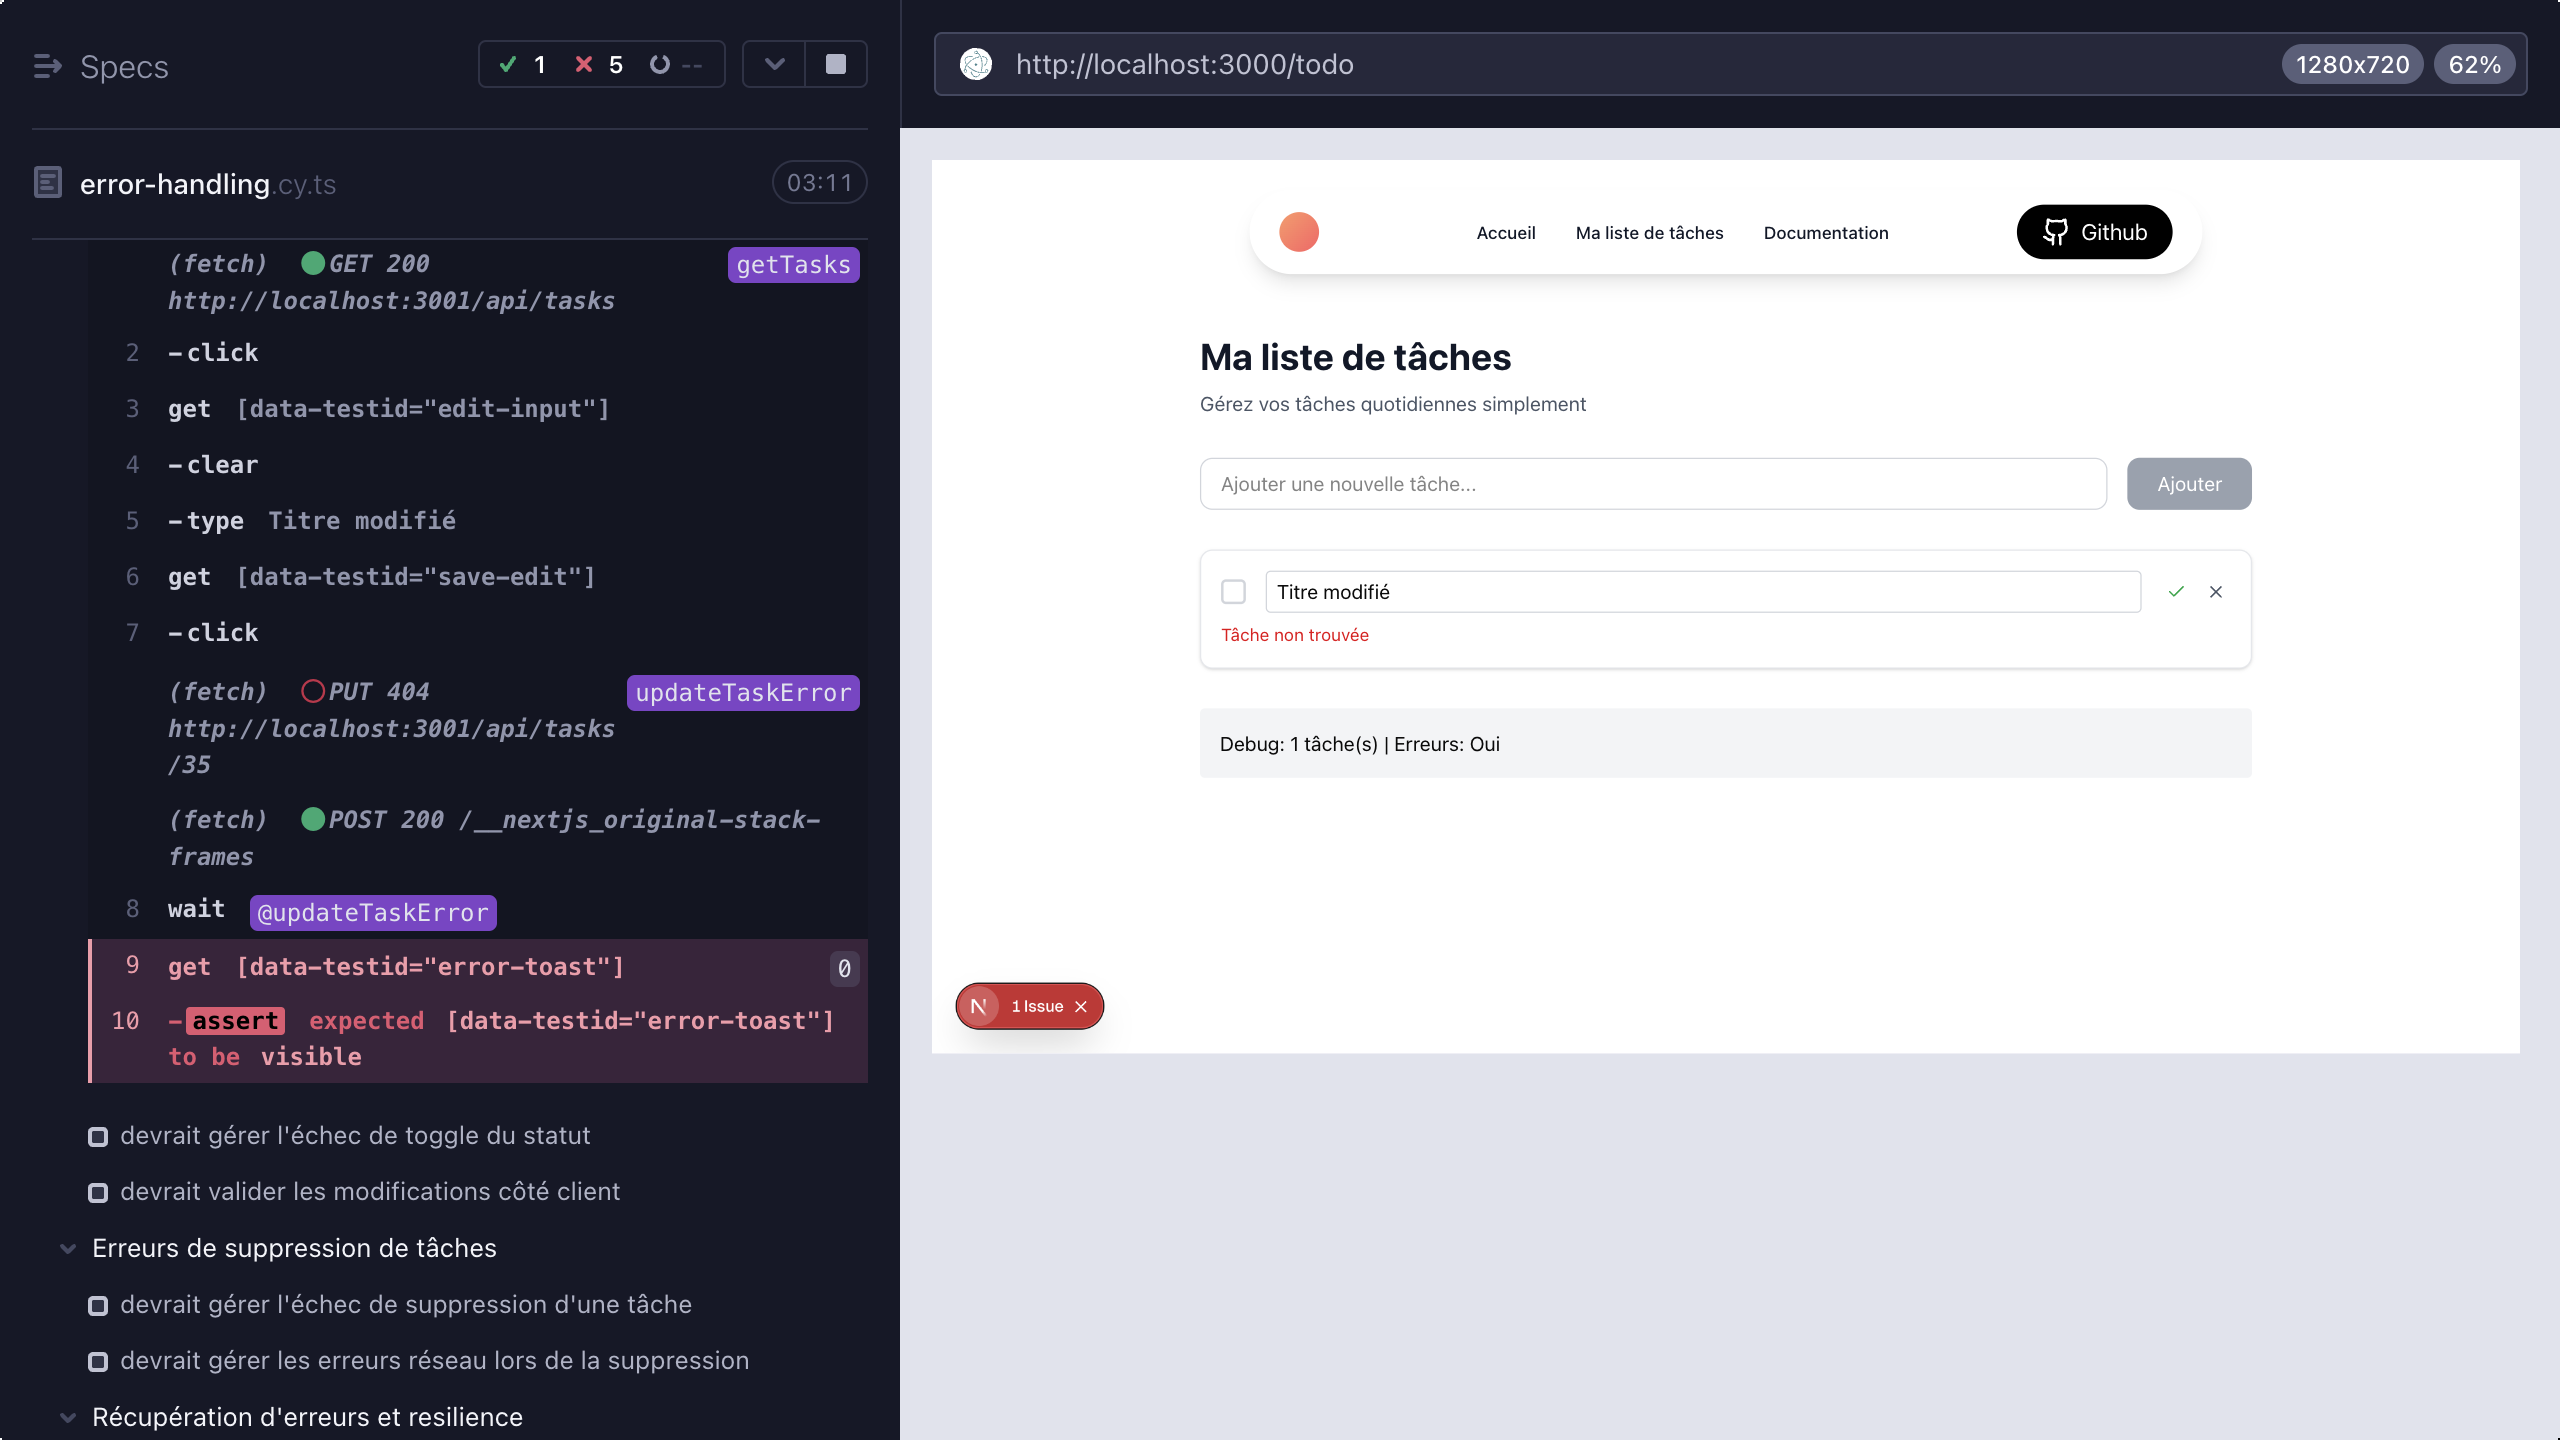 Specs
1 5 --
error-handling.cy.ts
03:11
(fetch) GET 200
getTasks
http://localhost:3001/api/tasks
2 -click
3 get [data-testid="edit-input"]
4 -clear
5 -type Titre modifié
6 get [data-testid="save-edit"]
7 -click
(fetch) PUT 404
updateTaskError
http://localhost:3001/api/tasks
/35
(fetch) POST 200 /__nextjs_original-stack-
frames
8 wait @updateTaskError
9 get [data-testid="error-toast"] 0
10 -assert expected [data-testid="error-toast"]
to be visible
devrait gérer l'échec de toggle du statut
devrait valider les modifications côté client
Erreurs de suppression de tâches
devrait gérer l'échec de suppression d'une tâche
devrait gérer les erreurs réseau lors de la suppression
Récupération d'erreurs et resilience
http://localhost:3000/todo
1280x720
62%
Accueil
Ma liste de tâches
Documentation
Github
Ma liste de tâches
Gérez vos tâches quotidiennes simplement
Ajouter une nouvelle tâche...
Ajouter
Titre modifié
Tâche non trouvée
Debug: 1 tâche(s) | Erreurs: Oui
N
1 Issue